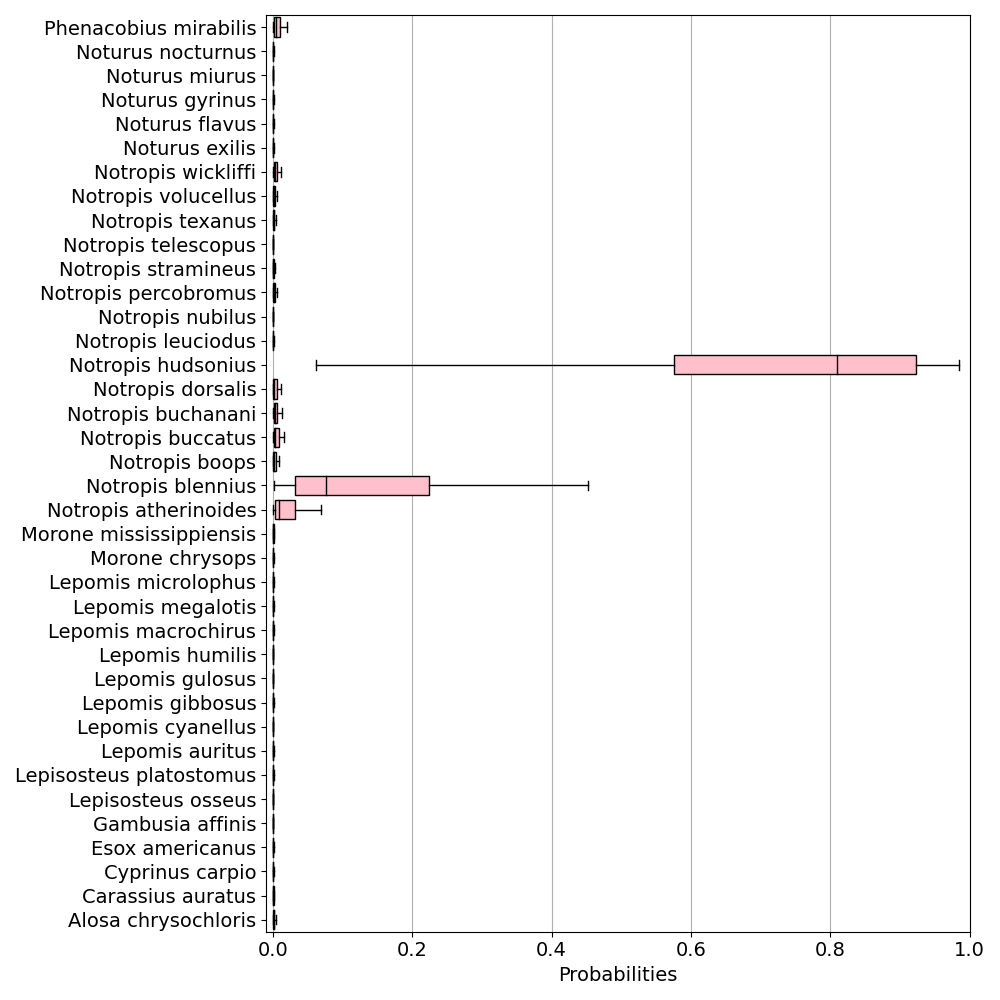 Phenacobius mirabilis
Noturus nocturnus
Noturus miurus
Noturus gyrinus
Noturus flavus
Noturus exilis
Notropis wickliffi
Notropis volucellus
Notropis texanus
Notropis telescopus
Notropis stramineus
Notropis percobromus
Notropis nubilus
Notropis leuciodus
Notropis hudsonius
Notropis dorsalis
Notropis buchanani
Notropis buccatus
Notropis boops
Notropis blennius
Notropis atherinoides
Morone mississippiensis
Morone chrysops
Lepomis microlophus
Lepomis megalotis
Lepomis macrochirus
Lepomis humilis
Lepomis gulosus
Lepomis gibbosus
Lepomis cyanellus
Lepomis auritus
Lepisosteus platostomus
Lepisosteus osseus
Gambusia affinis
Esox americanus
Cyprinus carpio
Carassius auratus
Alosa chrysochloris
0.0 0.2 0.4 0.6 0.8 1.0
Probabilities